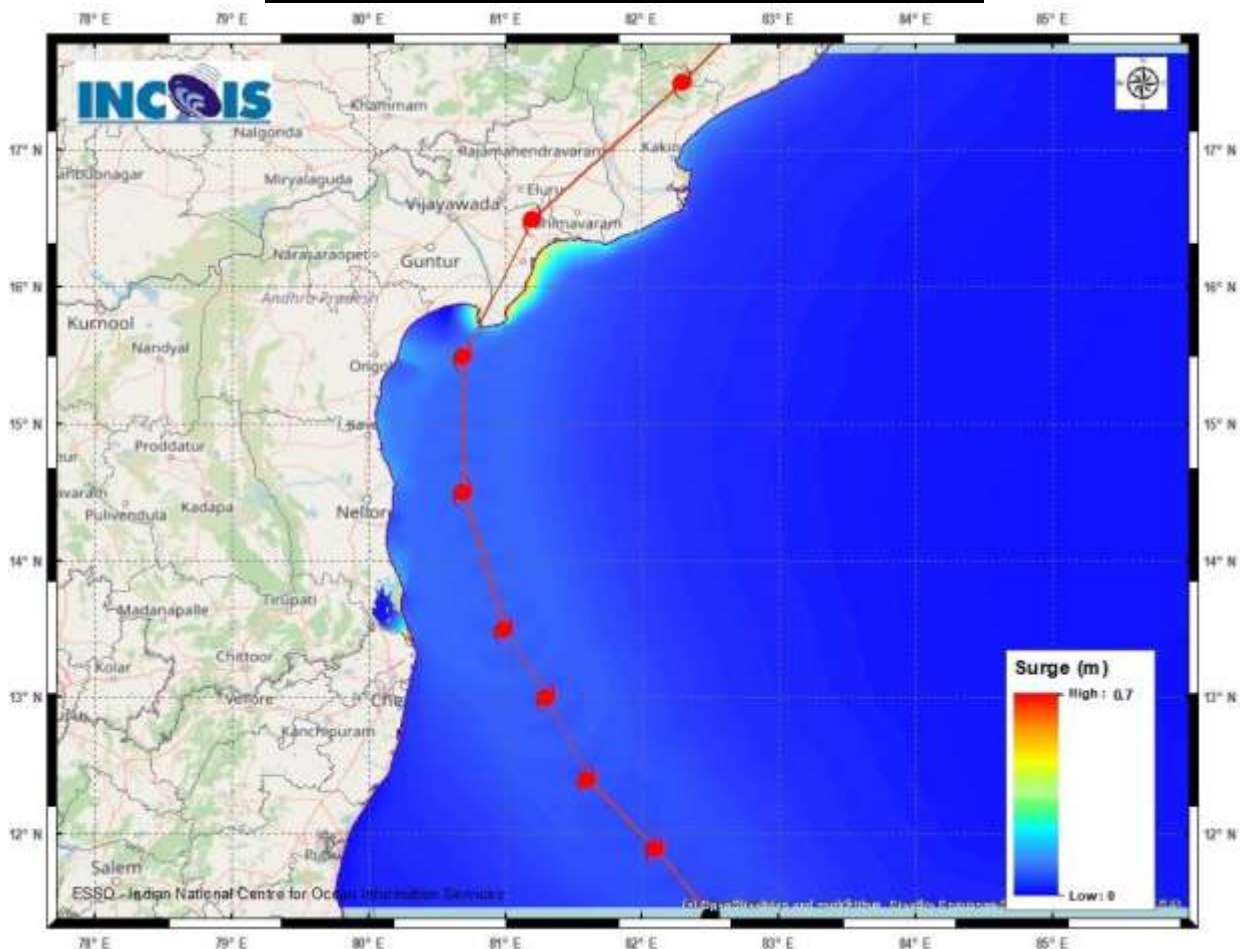 78° E 79° E 80° E 81° E 82° E 83° E 84° E 85° E
INCOIS
Khammam
Nalgonda
17° N Rajamahendravaram 17° N
Miryalaguda
Eluru
Vijayawada
Narasaraopet
Guntur
16° N 16° N
Andhra Pradesh
Kurnool
Nandyal
15° N 15° N
Proddatur
Kadapa
Pulivendula
Nellore
14° N 14° N
Tirupati
Madanapalle
Chittoor
Kolar
13° N 13° N
Vellore
Kanchipuram
Surge (m)
High : 0.7
Low : 0
12° N 12° N
Salem
ESSO - Indian National Centre for Ocean Information Services
78° E 79° E 80° E 81° E 82° E 83° E 84° E 85° E